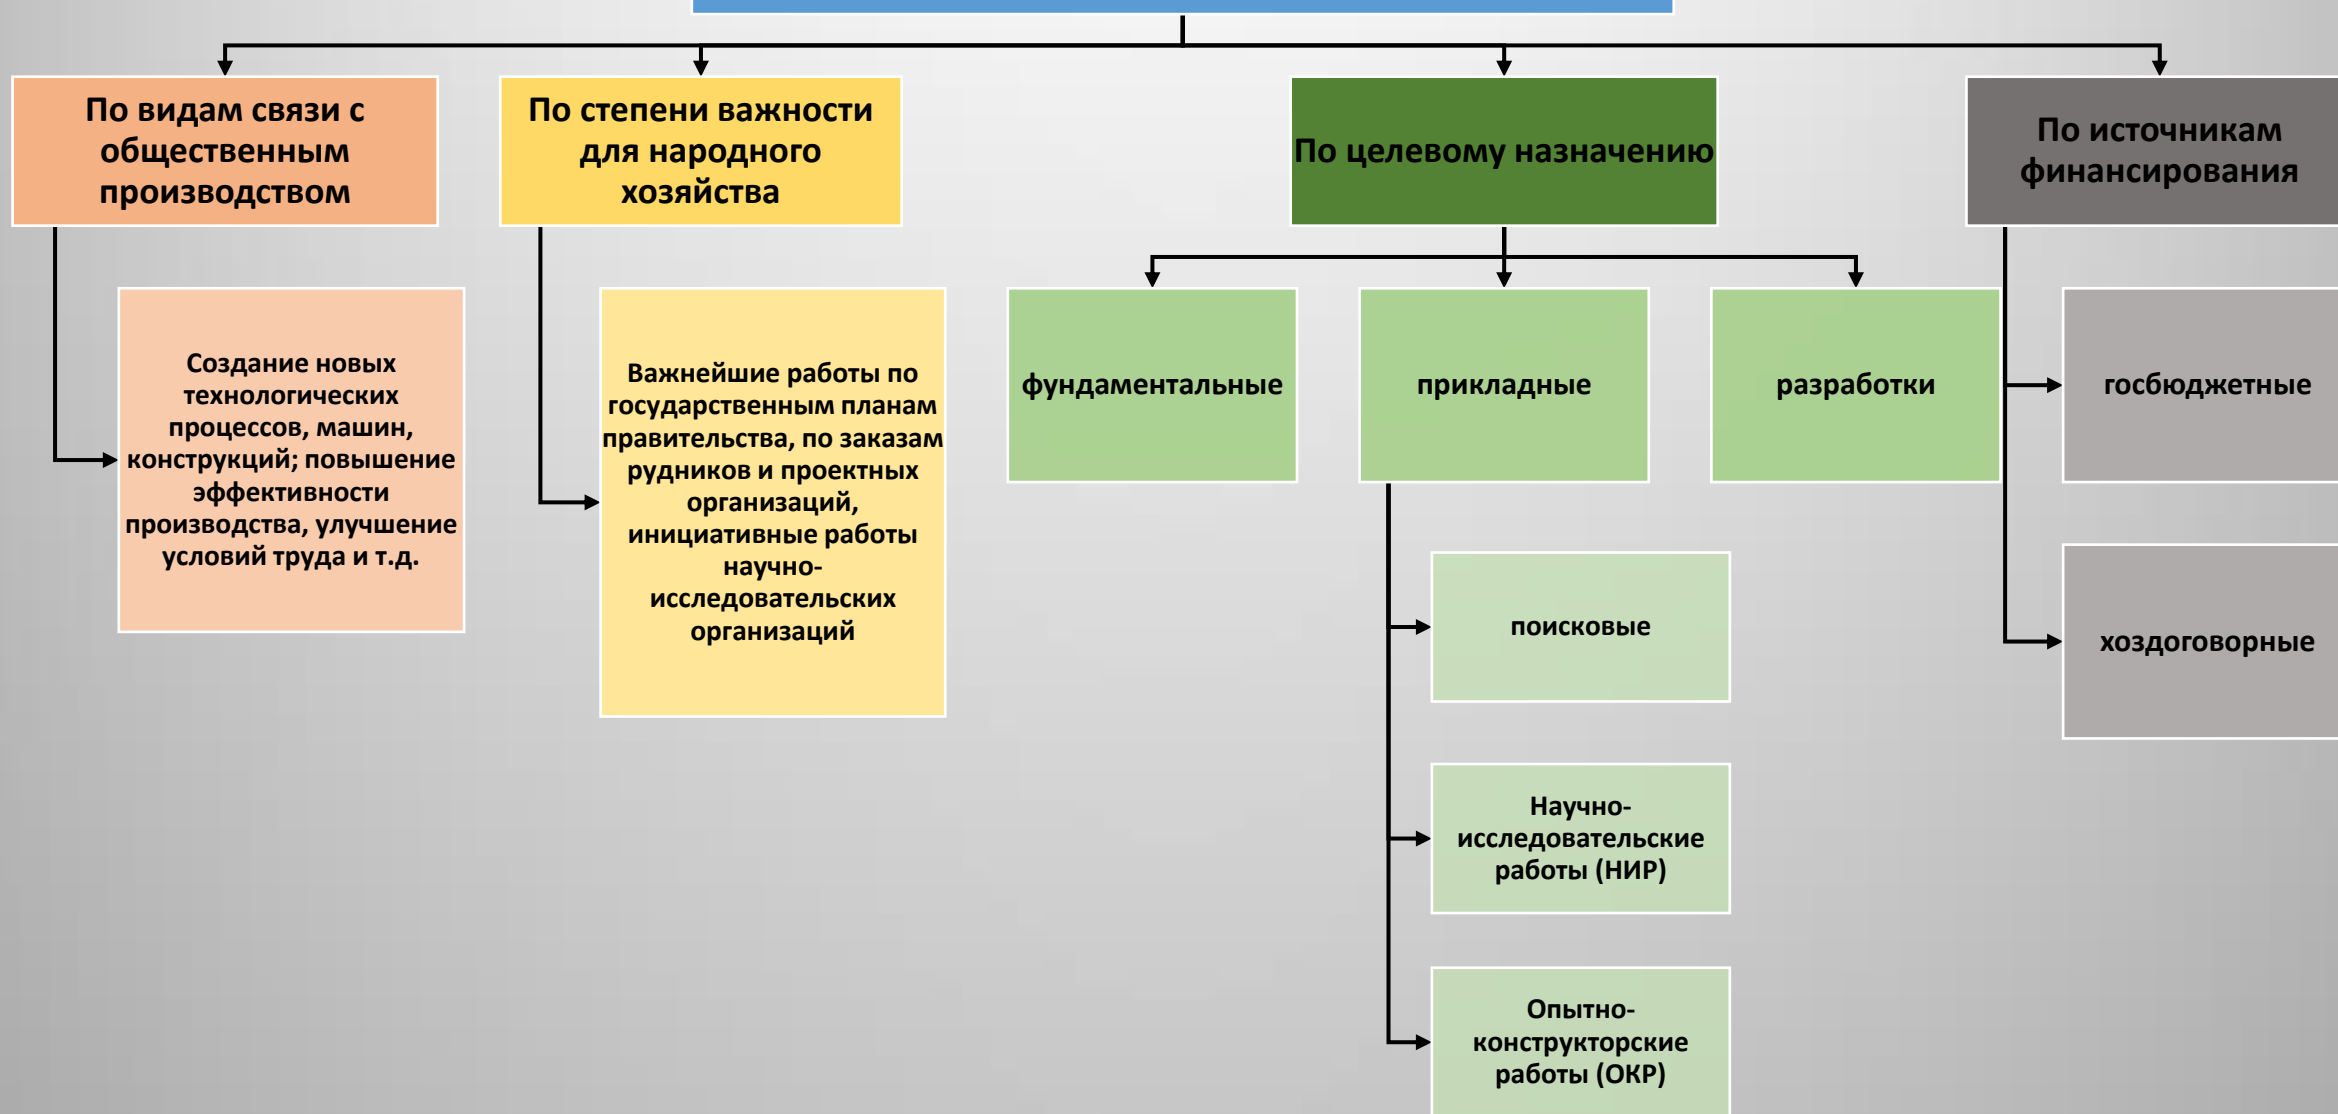 По видам связи с
общественным
производством
По степени важности
для народного
хозяйства
По целевому назначению
По источникам
финансирования
Создание новых
технологических
процессов, машин,
конструкций; повышение
эффективности
производства, улучшение
условий труда и т.д.
Важнейшие работы по
государственным планам
правительства, по заказам
рудников и проектных
организаций,
инициативные работы
научно-
исследовательских
организаций
фундаментальные
прикладные
разработки
госбюджетные
поисковые
хоздоговорные
Научно-
исследовательские
работы (НИР)
Опытно-
конструкторские
работы (ОКР)